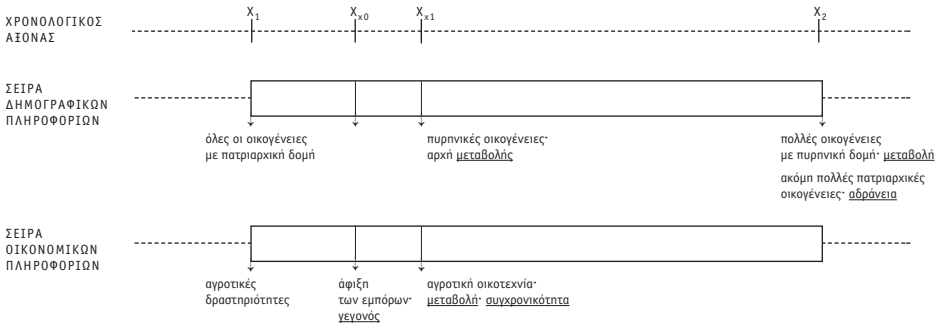 ΧΡΟΝΟΛΟΓΙΚΟΣ
ΑΞΟΝΑΣ
X1
Xx0
Xx1
X2
ΣΕΙΡΑ
ΔΗΜΟΓΡΑΦΙΚΩΝ
ΠΛΗΡΟΦΟΡΙΩΝ
όλες οι οικογένειες
με πατριαρχική δομή
πυρηνικές οικογένειες·
αρχή μεταβολής
πολλές οικογένειες
με πυρηνική δομή· μεταβολή
ακόμη πολλές πατριαρχικές
οικογένειες· αδράνεια
ΣΕΙΡΑ
ΟΙΚΟΝΟΜΙΚΩΝ
ΠΛΗΡΟΦΟΡΙΩΝ
αγροτικές
δραστηριότητες
άφιξη
των εμπόρων·
γεγονός
αγροτική οικοτεχνία·
μεταβολή· συγχρονικότητα